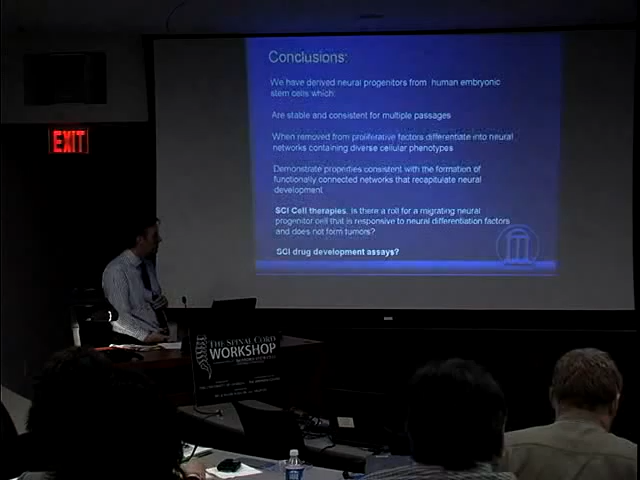 Conclusions:
We have derived neural progenitors from human embryonic
stem cells which:
Are stable and consistent for multiple passages
When removed from proliferative factors differentiate into neural
networks containing diverse cellular phenotypes
Demonstrate properties consistent with the formation of
functionally connected networks that recapitulate neural
development
SCI Cell therapies. Is there a roll for a migrating neural
progenitor cell that is responsive to neural differentiation factors
and does not form tumors?
SCI drug development assays?
EXIT
THE SPINAL CORD
WORKSHOP